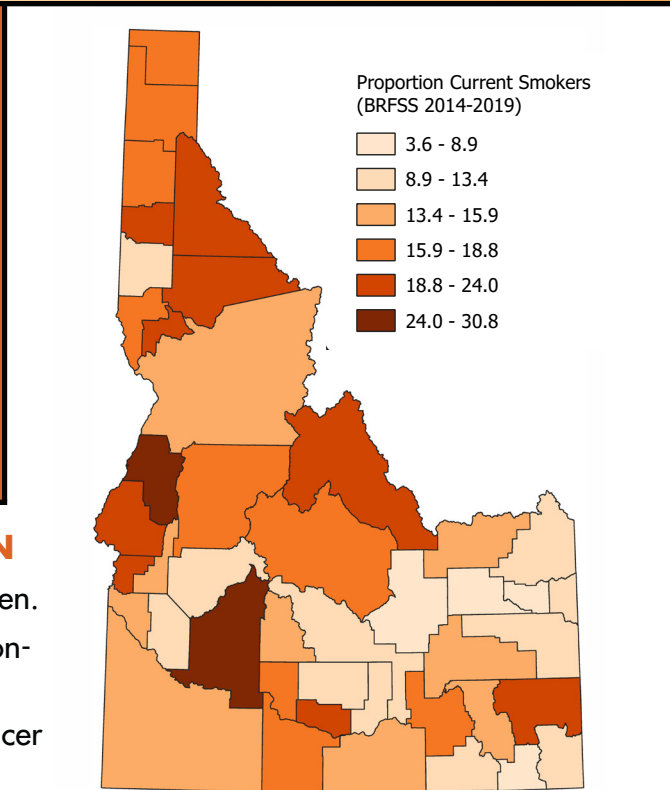 Proportion Current Smokers
(BRFSS 2014-2019)
3.6 - 8.9
8.9 - 13.4
13.4 - 15.9
15.9 - 18.8
18.8 - 24.0
24.0 - 30.8
N
en.
on-
cer